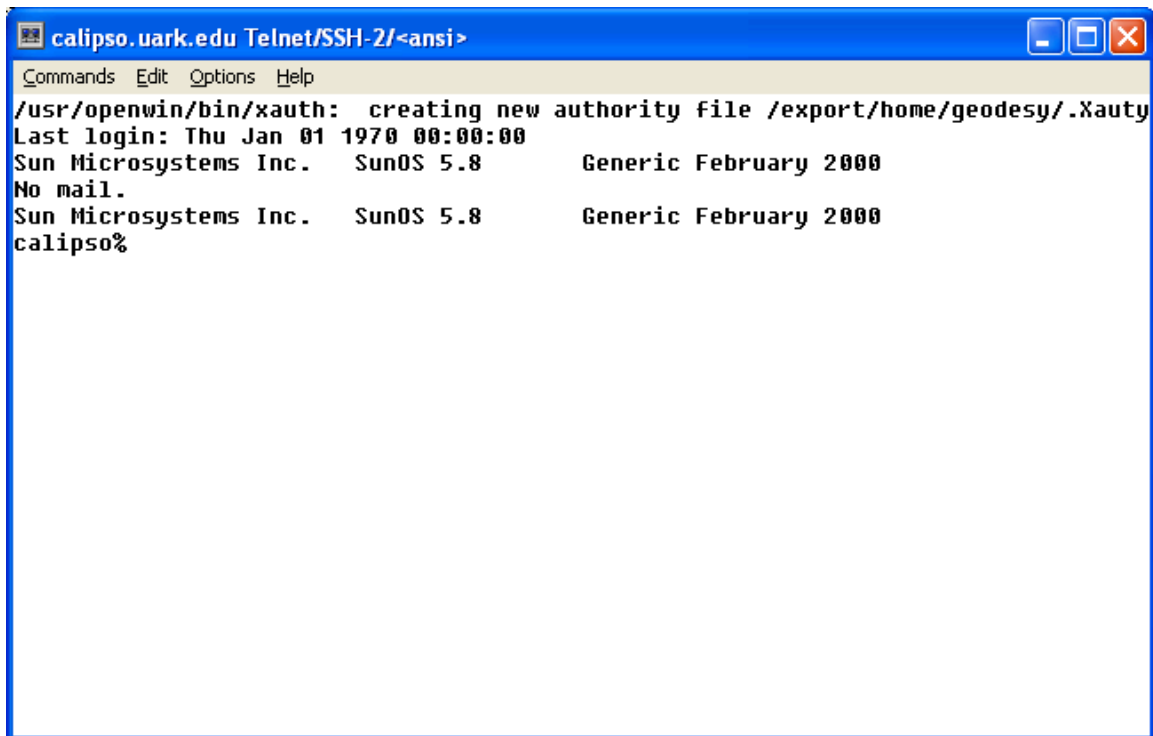 calipso.uark.edu Telnet/SSH-2/<ansi>
Commands Edit Options Help
/usr/openwin/bin/xauth:  creating new authority file /export/home/geodesy/.Xauty
Last login: Thu Jan 01 1970 00:00:00
Sun Microsystems Inc.   SunOS 5.8       Generic February 2000
No mail.
Sun Microsystems Inc.   SunOS 5.8       Generic February 2000
calipso%